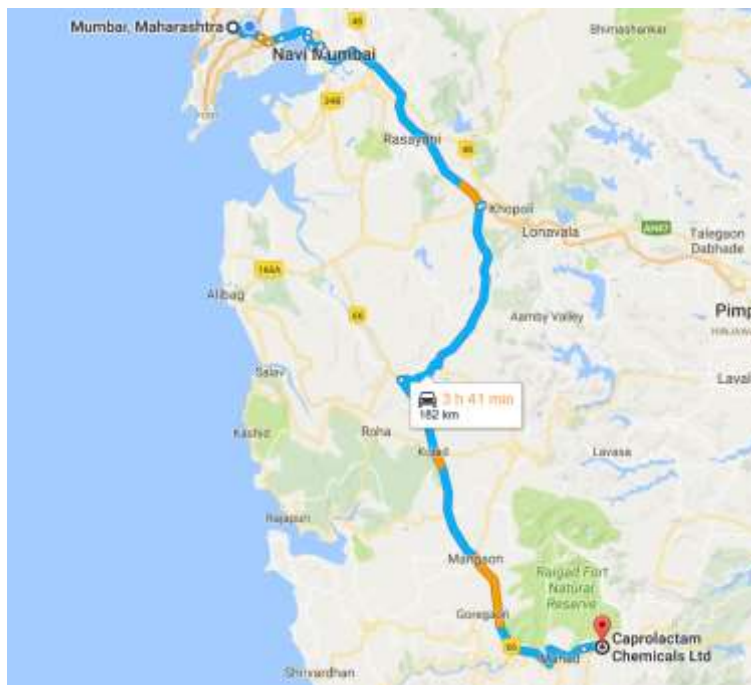 Mumbai, Maharashtra
48
Bhimashankar
Navi Mumbai
348
Rasayani
48
Khopoli
Lonavala
AH47
Talegaon
Dabhade
166A
Alibag
66
Aamby Valley
Pimp
Salav
Laval
3 h 41 min
182 km
Roha
Kashid
Kolad
Lavasa
Rajapuri
Mangaon
Raigad Fort
Natural
Reserve
Goregaon
Caprolactam
Chemicals Ltd
66
Mahad
Shrivardhan